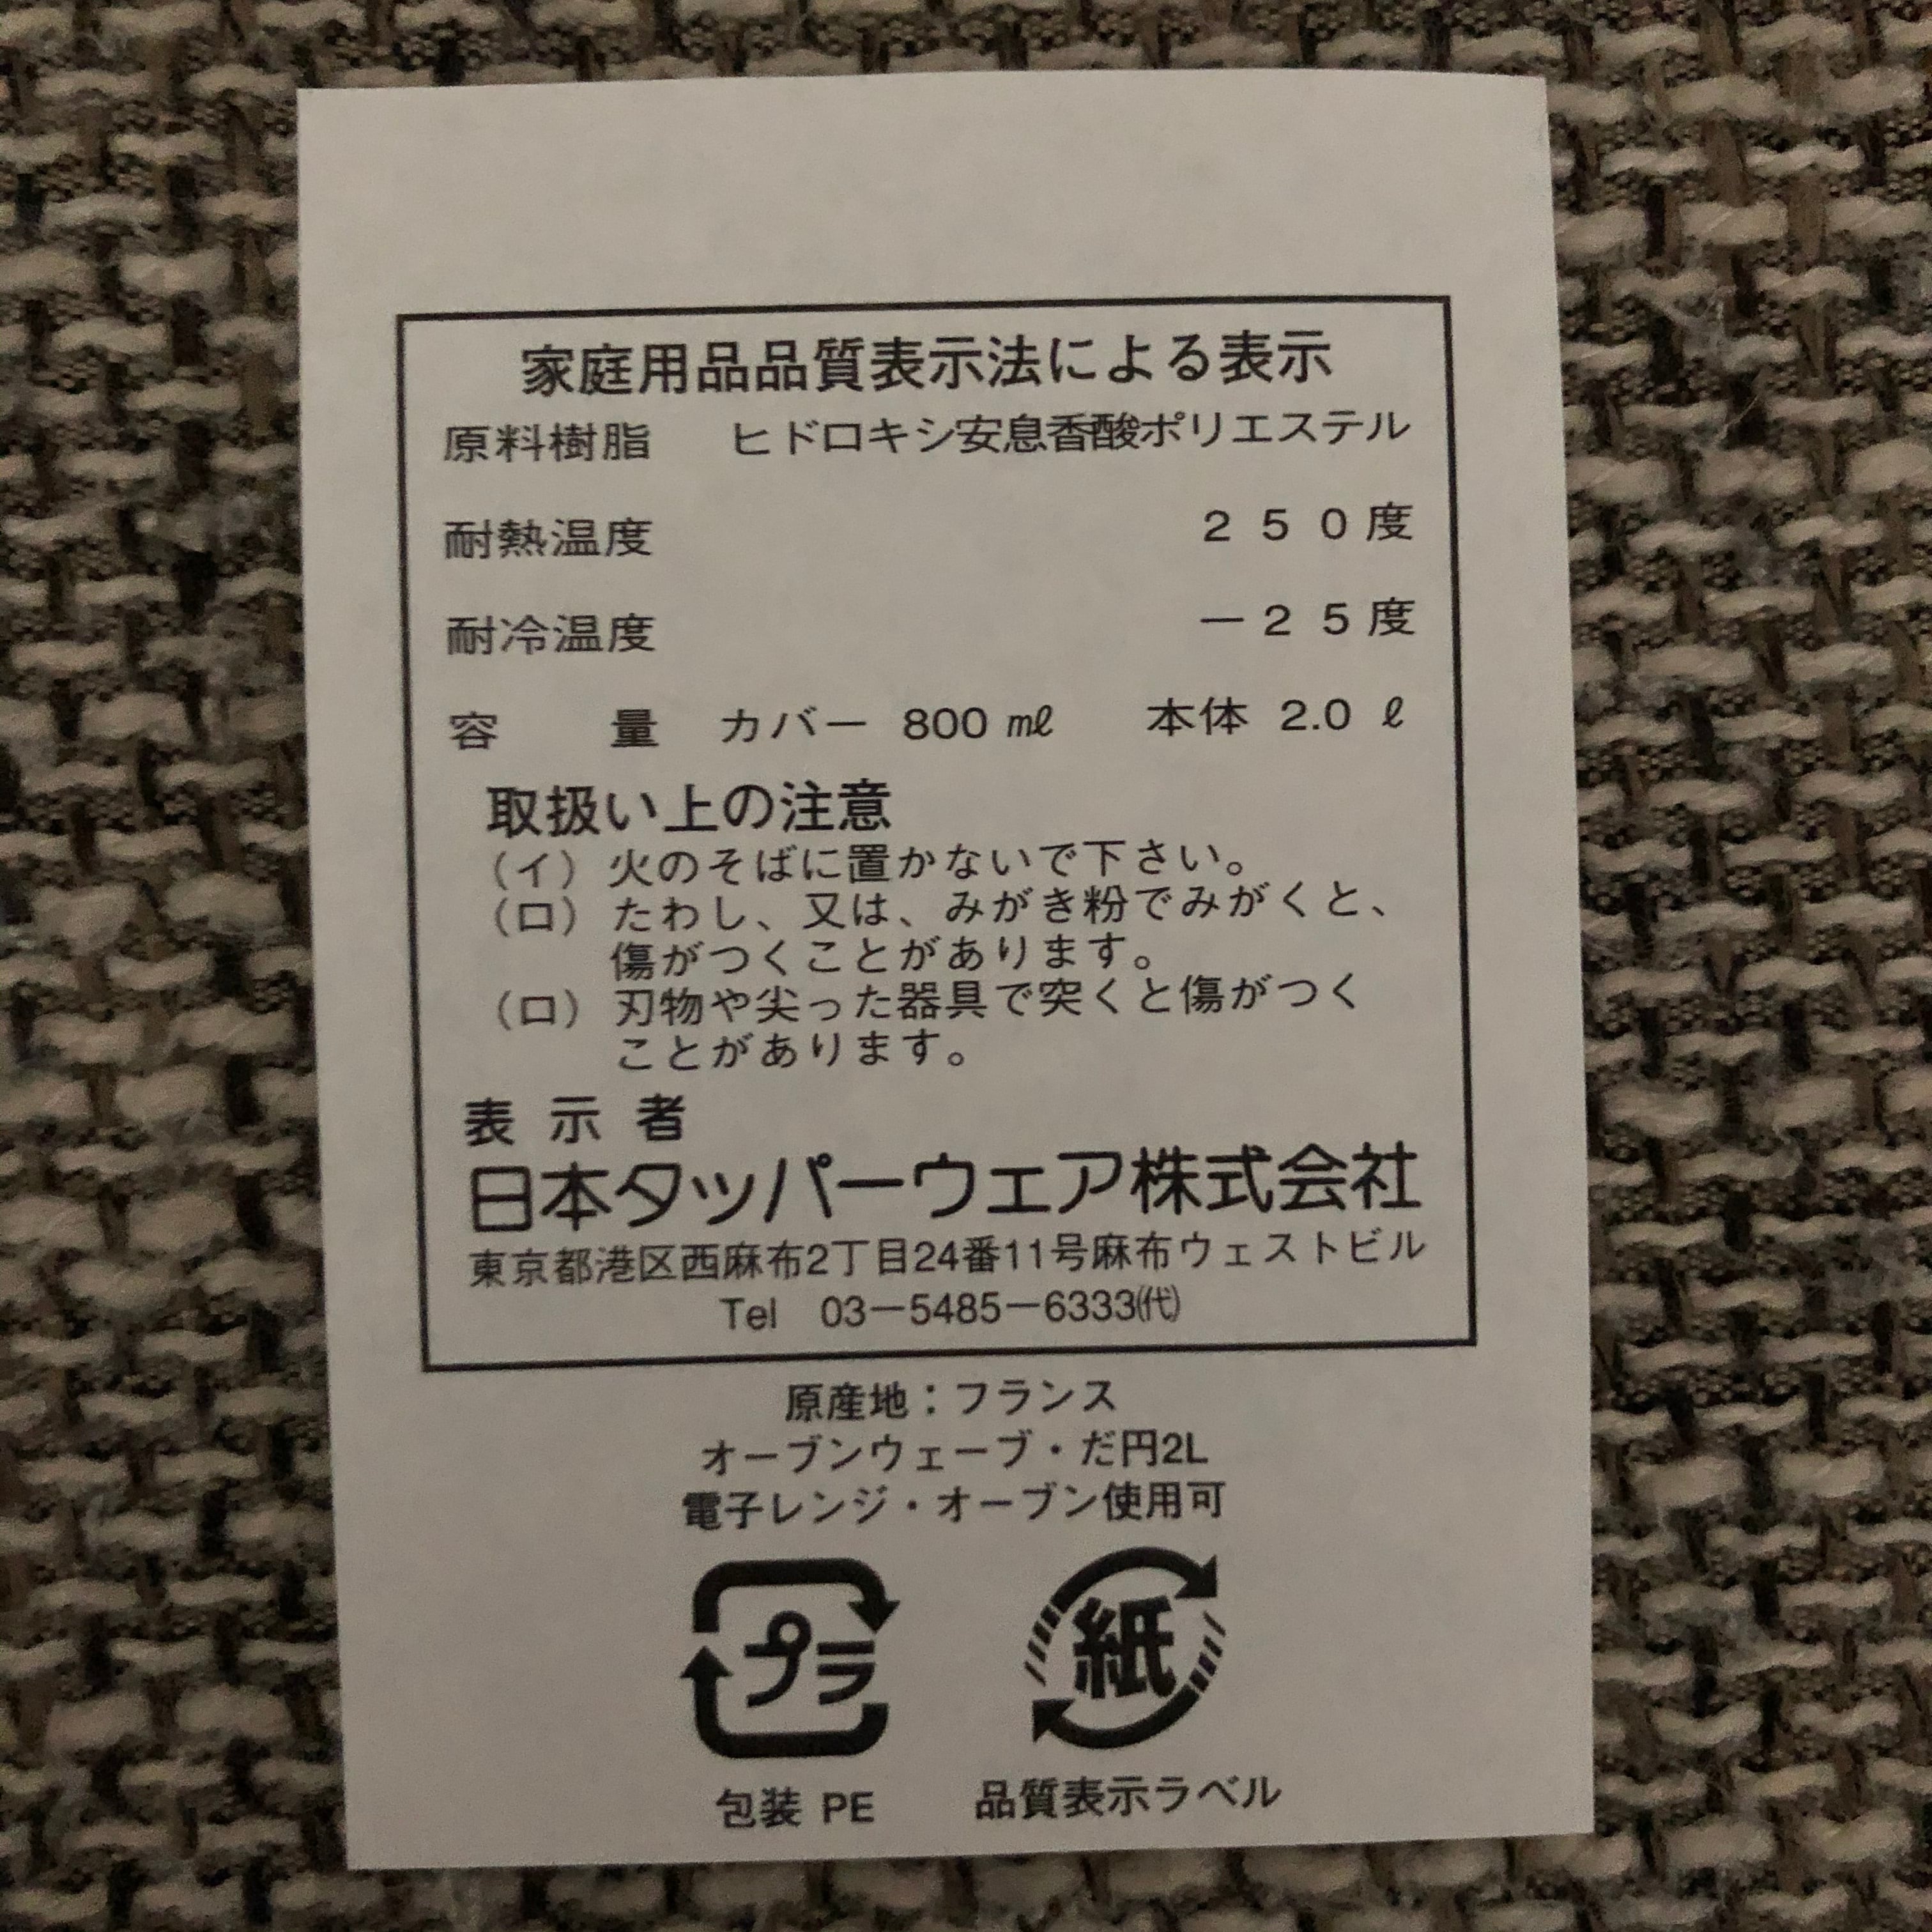 家庭用品品質表示法による表示
原料樹脂　ヒドロキシ安息香酸ポリエステル
耐熱温度　２５０度
耐冷温度　－２５度
容　量　カバー 800 ㎖　本体 2.0 ℓ
取扱い上の注意
（イ）火のそばに置かないで下さい。
（ロ）たわし、又は、みがき粉でみがくと、
傷がつくことがあります。
（ロ）刃物や尖った器具で突くと傷がつく
ことがあります。
表示者
日本タッパーウェア株式会社
東京都港区西麻布2丁目24番11号麻布ウェストビル
Tel　03－5485－6333㈹
原産地：フランス
オーブンウェーブ・だ円2L
電子レンジ・オーブン使用可
プラ　紙
包装 PE　品質表示ラベル